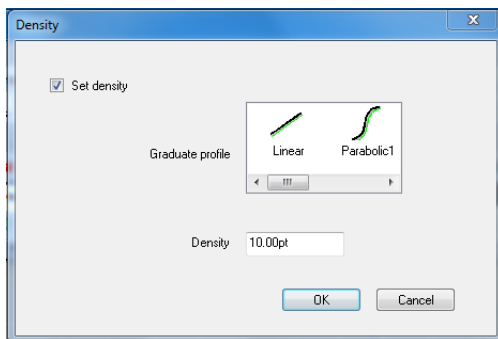 Density
Set density
Graduate profile
Linear
Parabolic1
Density
10.00pt
OK
Cancel